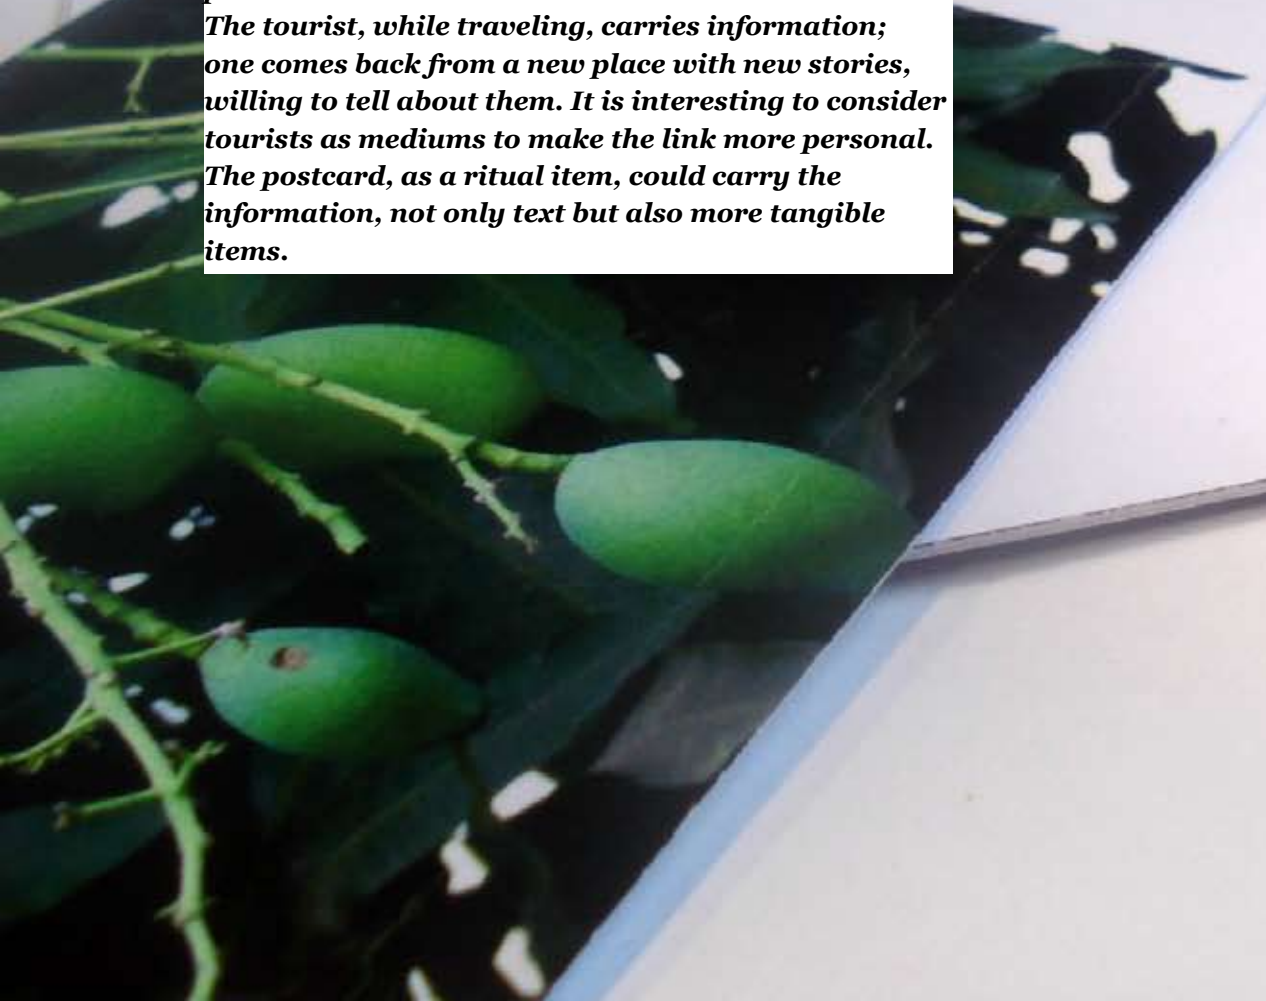 The tourist, while traveling, carries information;
one comes back from a new place with new stories,
willing to tell about them. It is interesting to consider
tourists as mediums to make the link more personal.
The postcard, as a ritual item, could carry the
information, not only text but also more tangible
items.